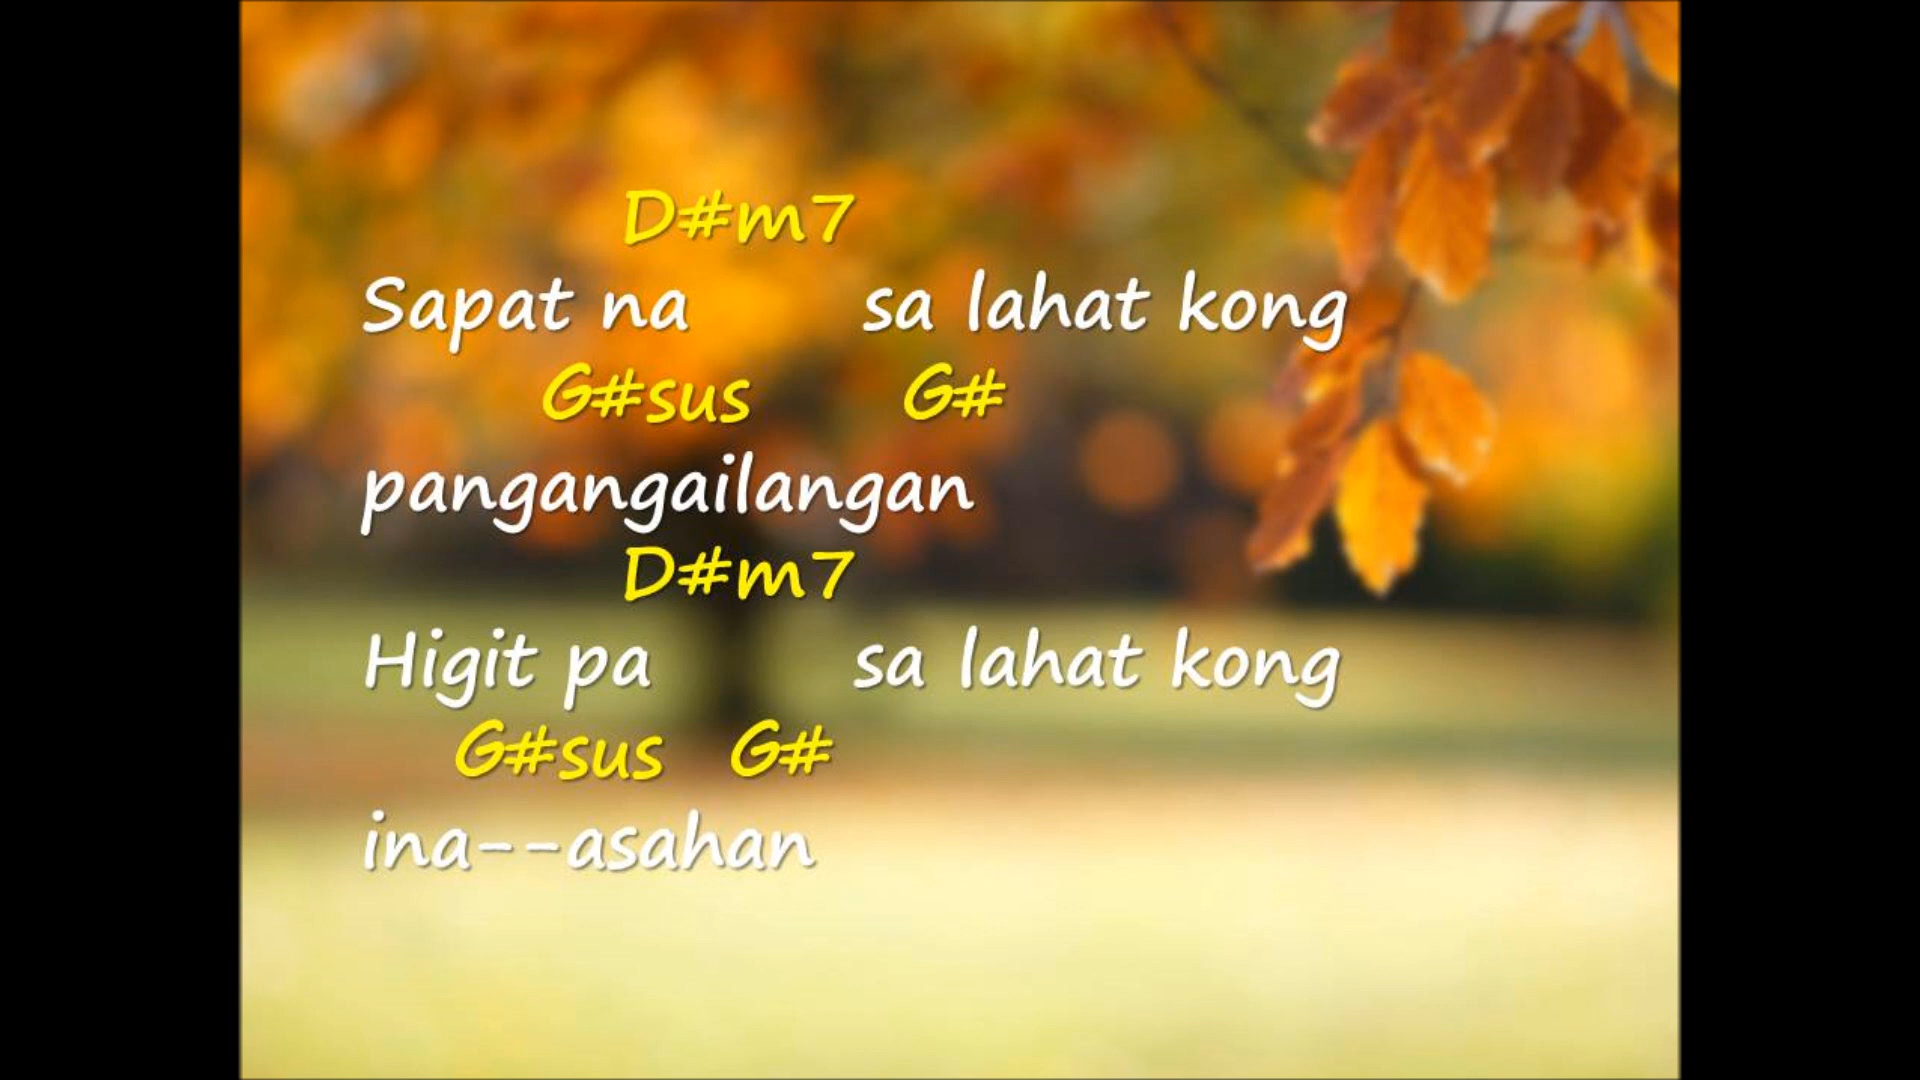 D#m7
Sapat na sa lahat kong
G#sus G#
pangangailangan
D#m7
Higit pa sa lahat kong
G#sus G#
ina--asahan